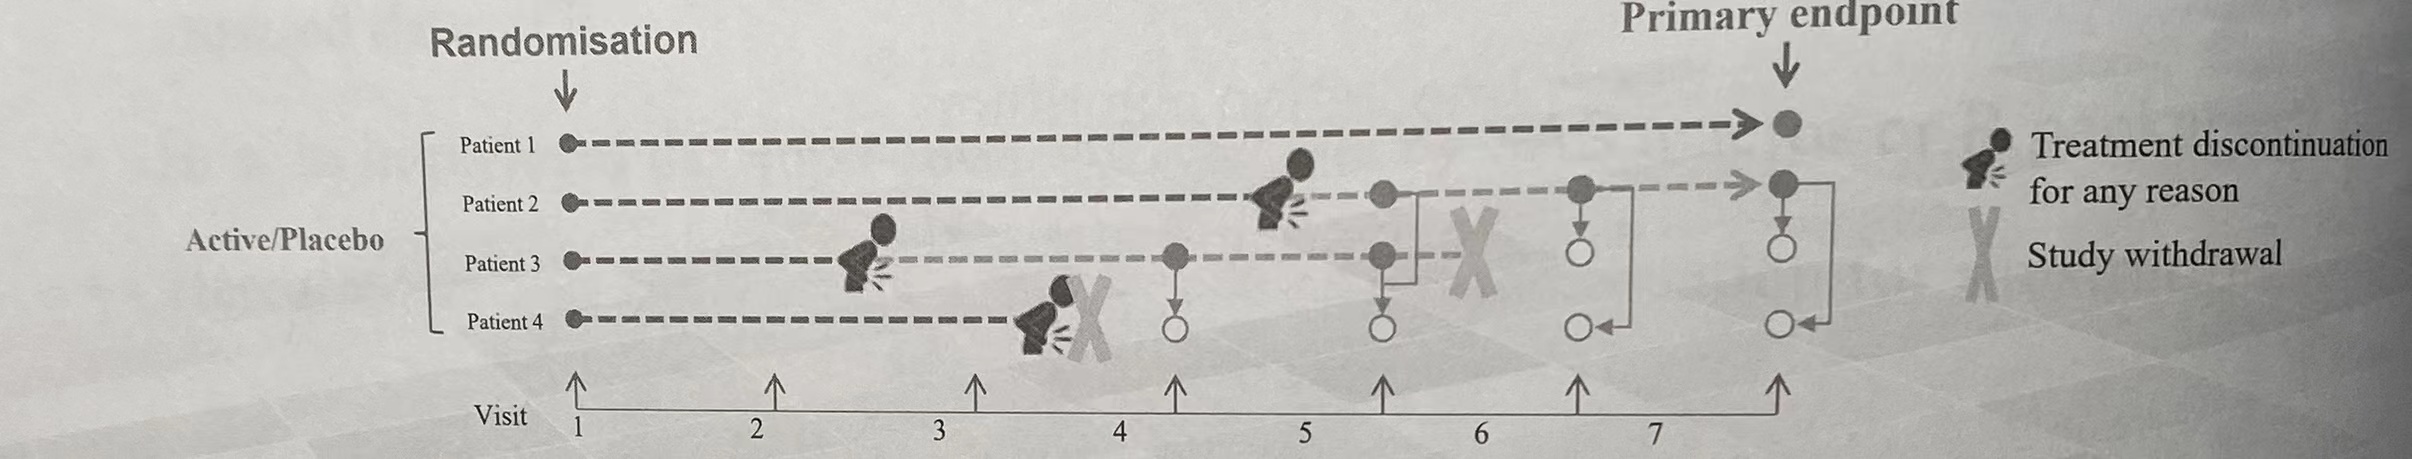 Primary endpoint
Randomisation
Patient 1
Patient 2
Active/Placebo
Patient 3
Patient 4
Treatment discontinuation
for any reason
Study withdrawal
Visit
1 2 3 4 5 6 7